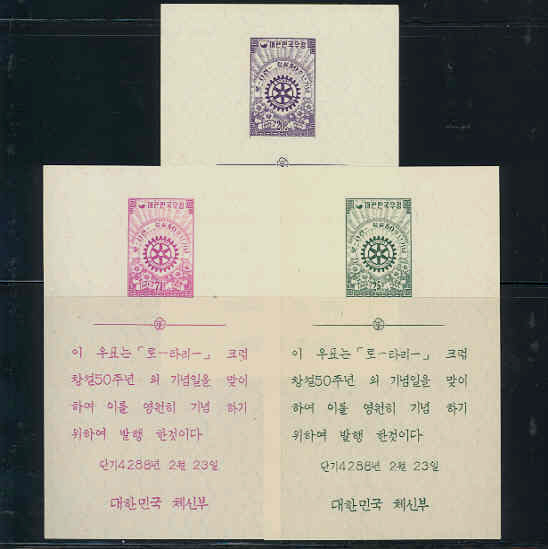 대한민국우표
대한민국우표
이 우표는 「로-타리-」 크럽
창설50주년 의 기념일을 맞이
하여 이를 영원히 기념 하기
위하여 발행 한것이다
단기4288년 2월 23일
대한민국 체신부
대한민국우표
이 우표는 「로-타리-」 크럽
창설50주년 의 기념일을 맞이
하여 이를 영원히 기념 하기
위하여 발행 한것이다
단기4288년 2월 23일
대한민국 체신부